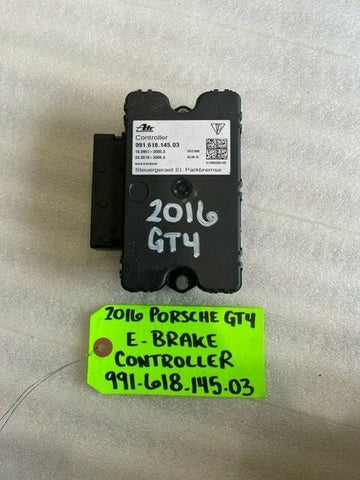 Ate
Controller
991.618.145.03
Steuergeraet El. Parkbremse
2016
GT4
2016 PORSCHE GT4
E-BRAKE
CONTROLLER
991.618.145.03